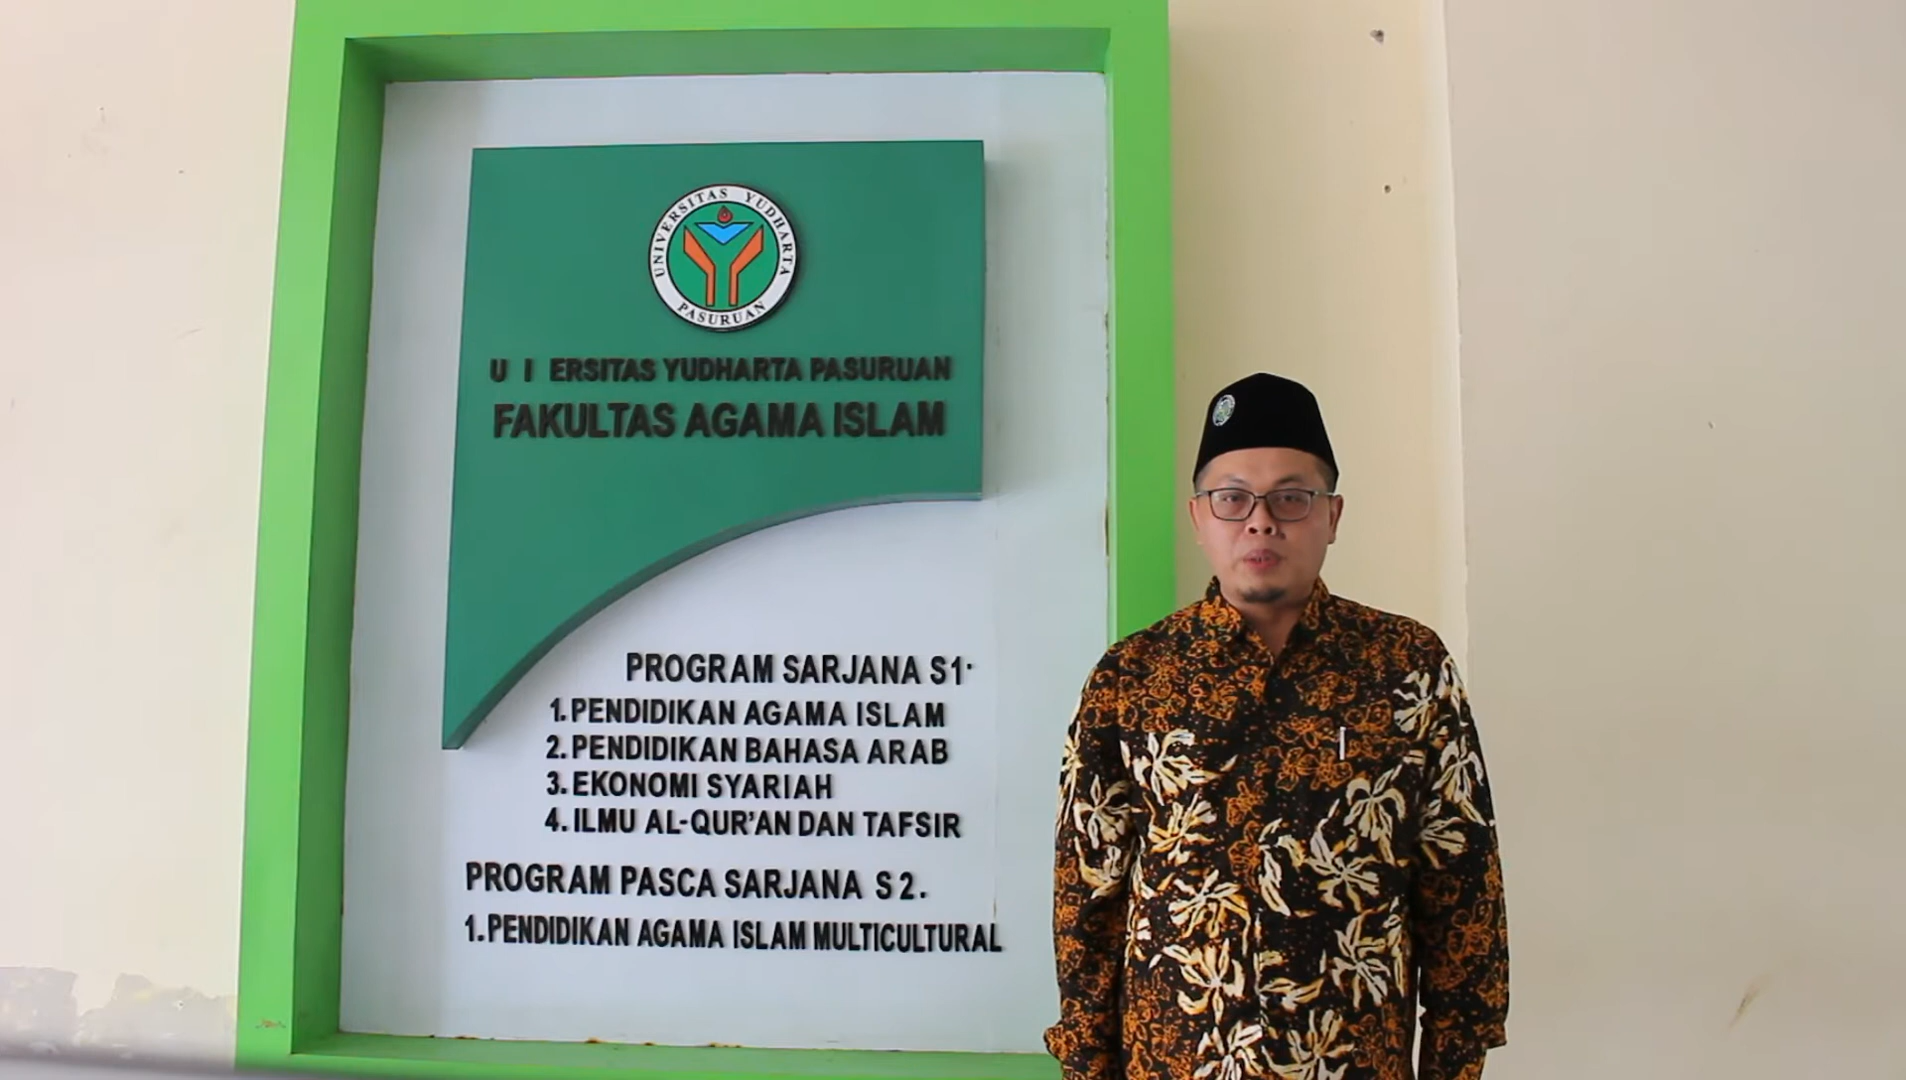 UNIVERSITAS YUDHARTA
PASURUAN
U I ERSITAS YUDHARTA PASURUAN
FAKULTAS AGAMA ISLAM
PROGRAM SARJANA S1.
1. PENDIDIKAN AGAMA ISLAM
2. PENDIDIKAN BAHASA ARAB
3. EKONOMI SYARIAH
4. ILMU AL-QUR'AN DAN TAFSIR
PROGRAM PASCA SARJANA S2.
1. PENDIDIKAN AGAMA ISLAM MULTICULTURAL